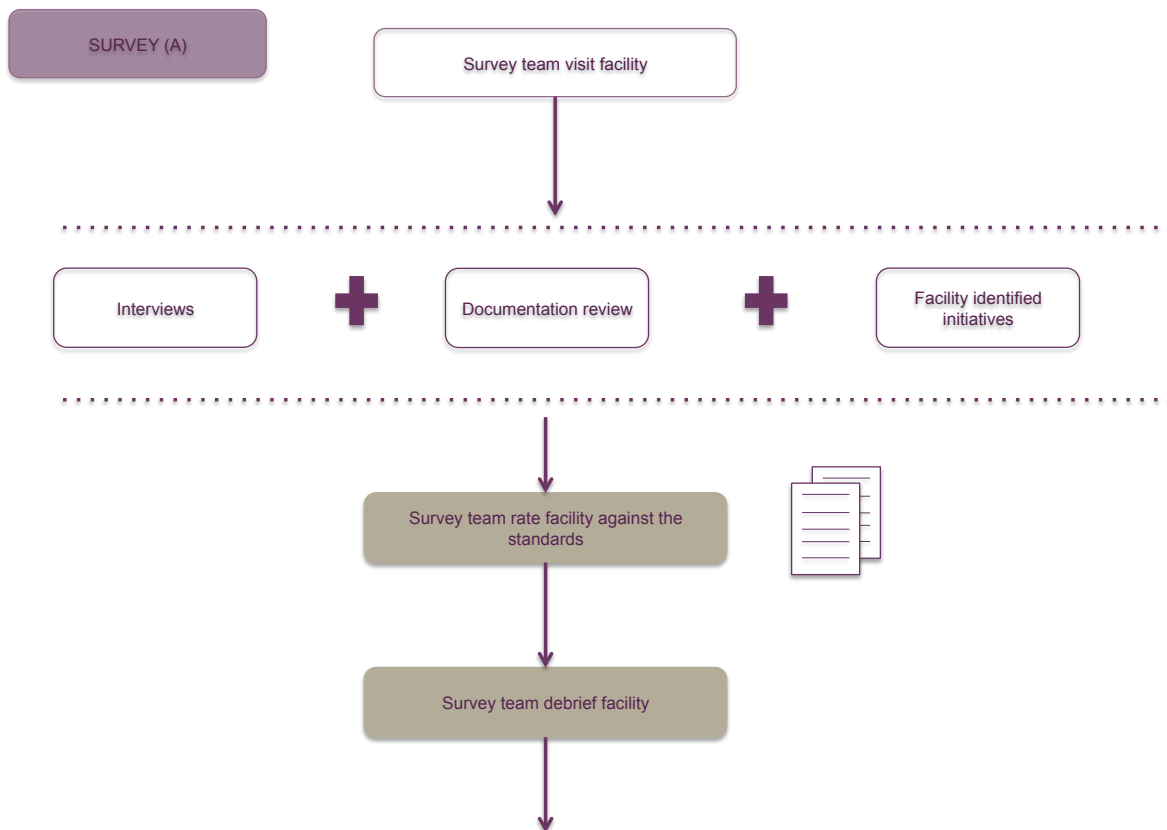 SURVEY (A)
Survey team visit facility
Interviews
Documentation review
Facility identified
initiatives
Survey team rate facility against the
standards
Survey team debrief facility